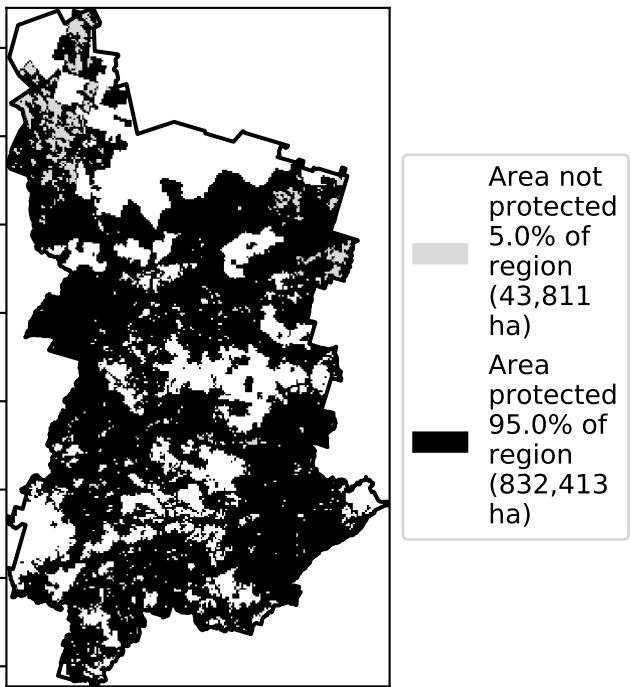 Area not
protected
5.0% of
region
(43,811
ha)
Area
protected
95.0% of
region
(832,413
ha)